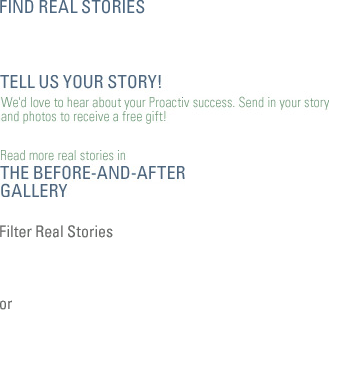 FIND REAL STORIES
TELL US YOUR STORY!
We'd love to hear about your Proactiv success. Send in your story
and photos to receive a free gift!
Read more real stories in
THE BEFORE-AND-AFTER
GALLERY
Filter Real Stories
or